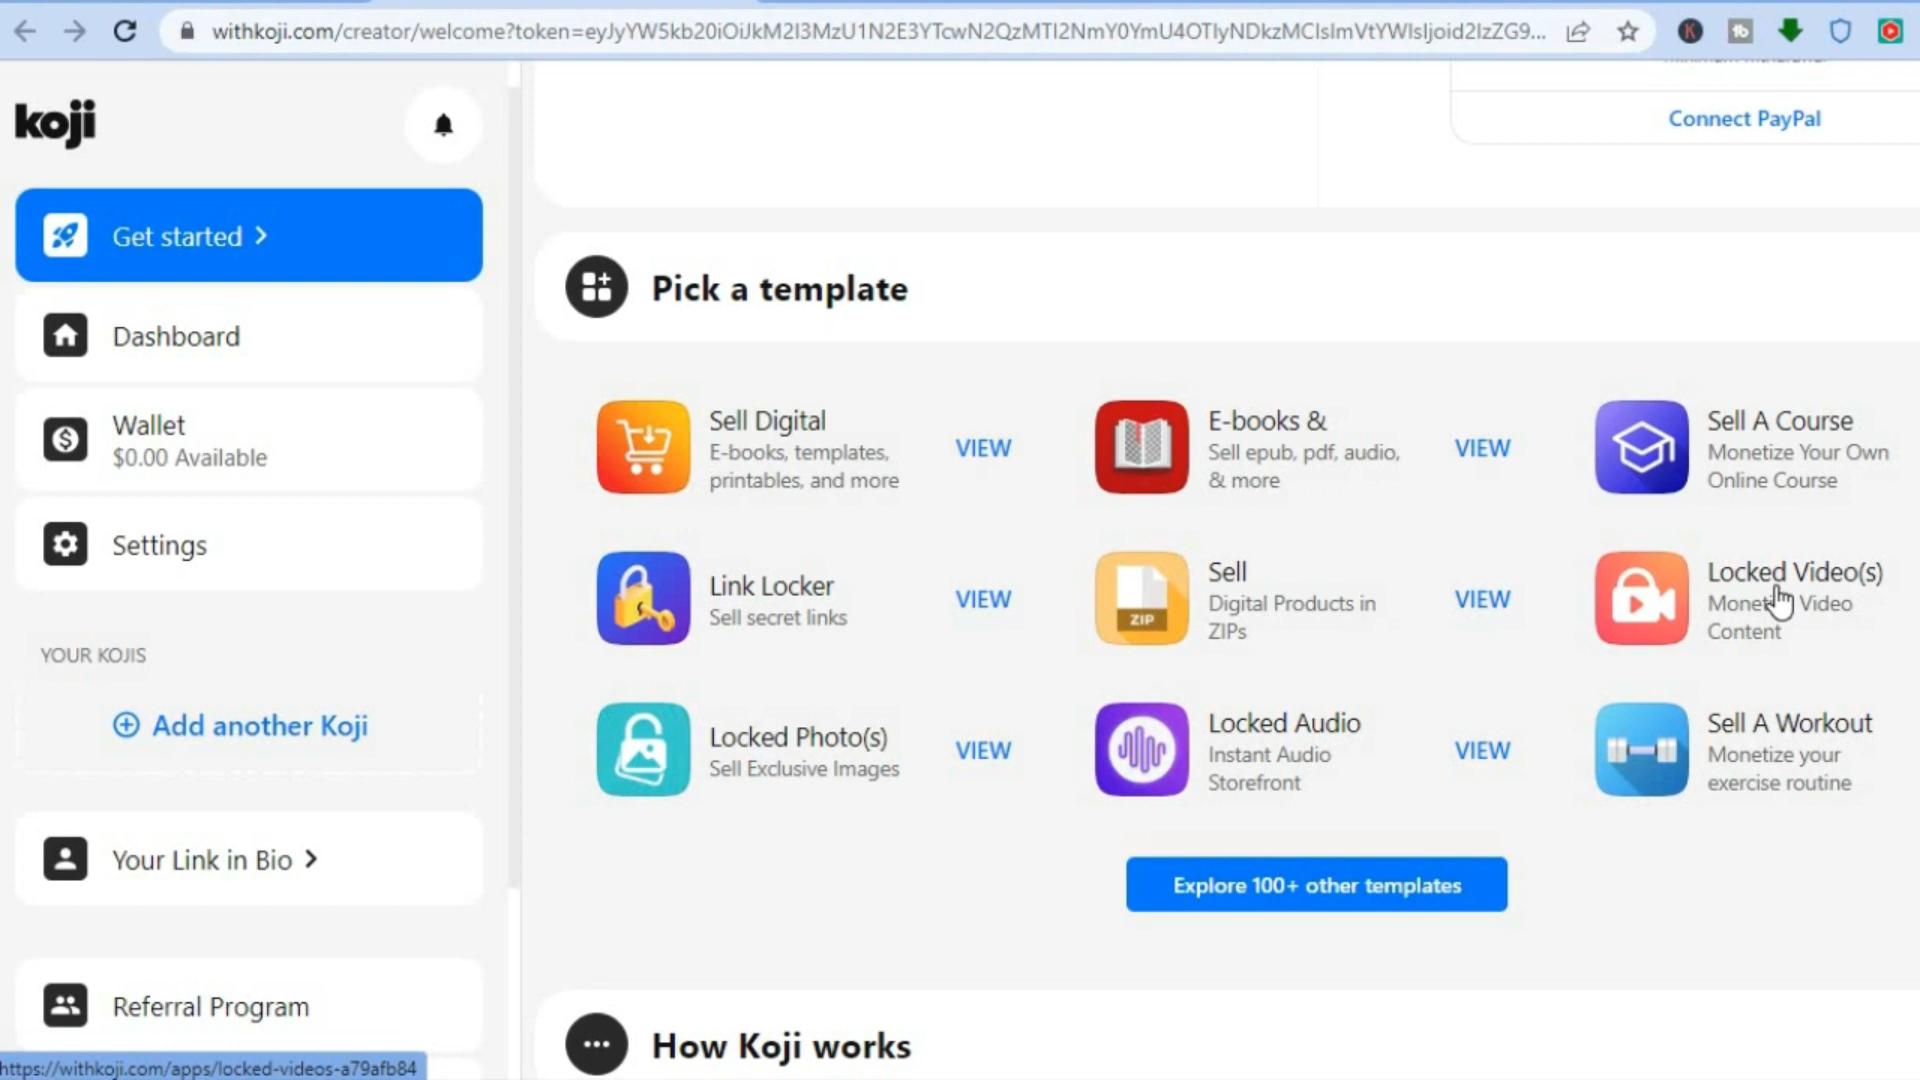 withkoji.com/creator/welcome?token=eyJyYW5kb20iOiJkM2I3MzU1N2E3YTcwN2QzMTI2NmY0YmU4OTIyNDkzMCIsImVtYWlsIjoid2lzZG9...
koji
Connect PayPal
Get started
Dashboard
Wallet
$0.00 Available
Settings
YOUR KOJIS
Add another Koji
Your Link in Bio
Referral Program
https://withkoji.com/apps/locked-videos-a79afb84
Pick a template
Sell Digital
E-books, templates,
printables, and more
VIEW
E-books &
Sell epub, pdf, audio,
& more
VIEW
Sell A Course
Monetize Your Own
Online Course
Link Locker
Sell secret links
VIEW
Sell
Digital Products in
ZIPs
ZIP
VIEW
Locked Video(s)
Video
Content
Locked Photo(s)
Sell Exclusive Images
VIEW
Locked Audio
Instant Audio
Storefront
VIEW
Sell A Workout
Monetize your
exercise routine
Explore 100+ other templates
How Koji works